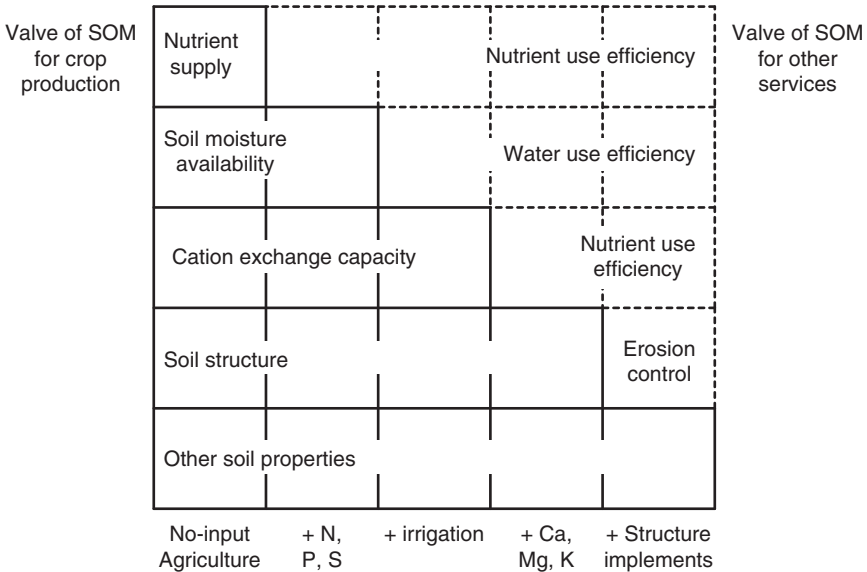 Valve of SOM
for crop
production
Nutrient
supply
Nutrient use efficiency
Valve of SOM
for other
services
Soil moisture
availability
Water use efficiency
Cation exchange capacity
Nutrient use
efficiency
Soil structure
Erosion
control
Other soil properties
No-input
Agriculture
+ N,
P, S
+ irrigation
+ Ca,
Mg, K
+ Structure
implements